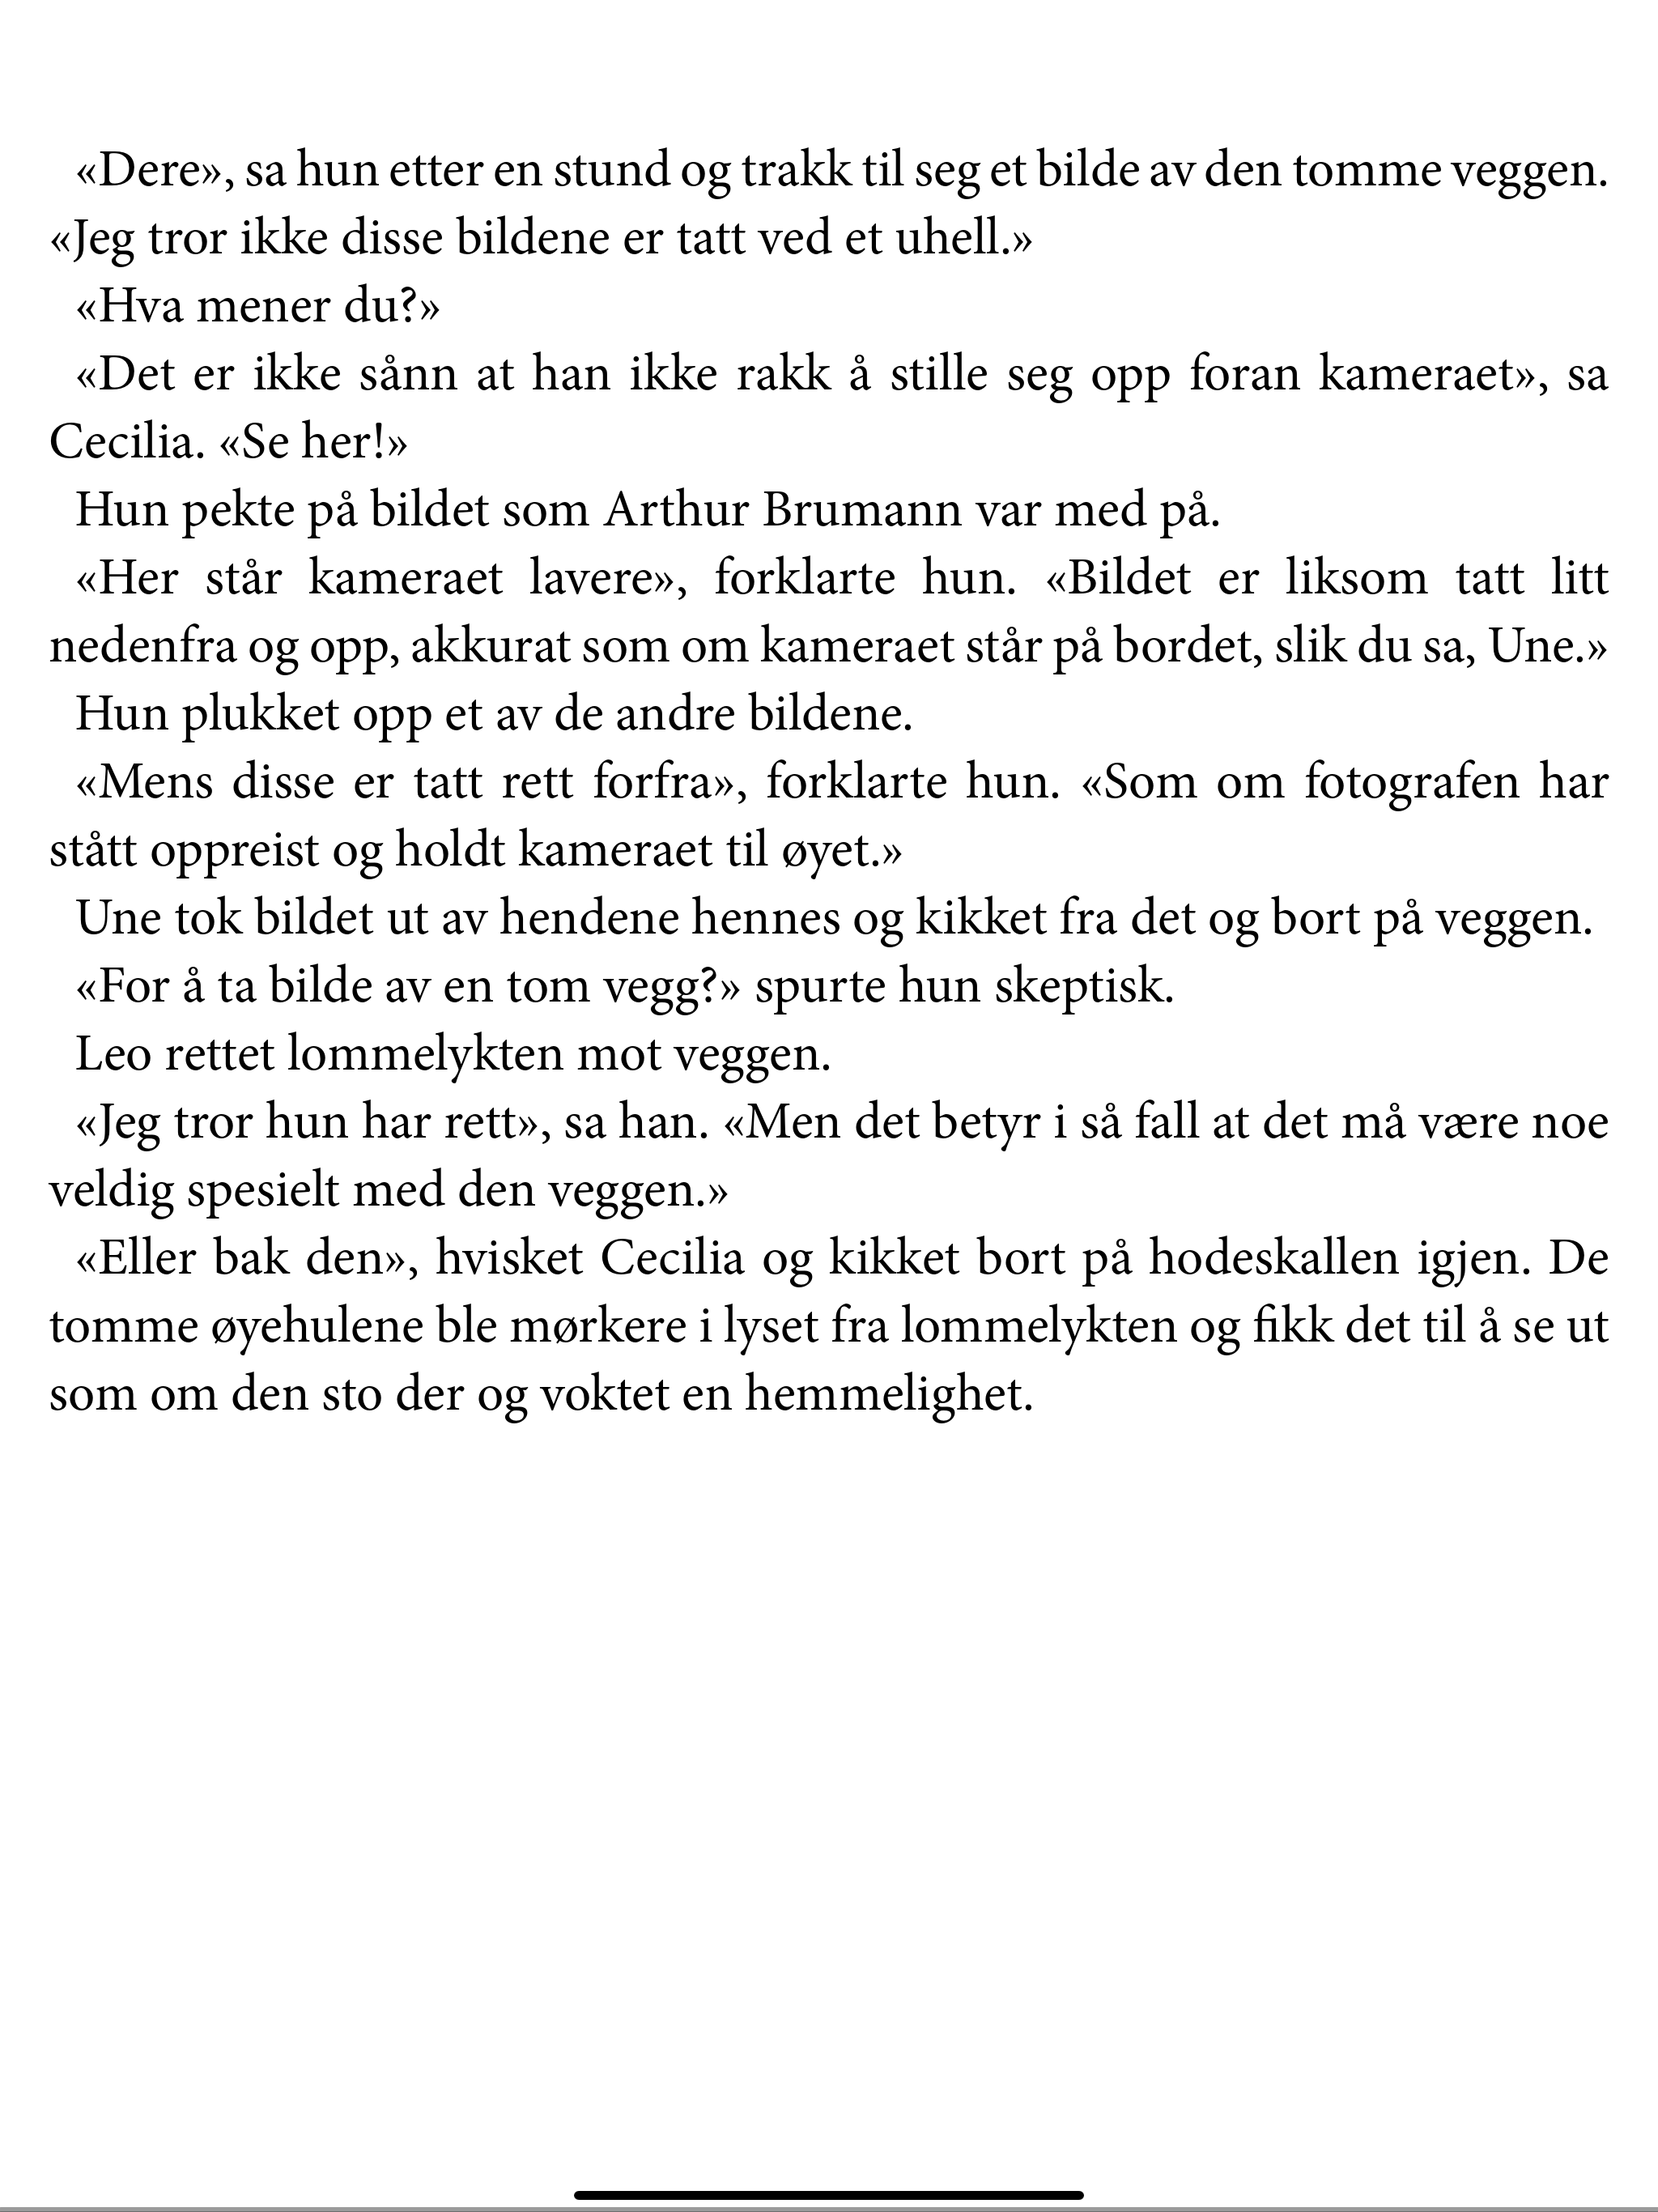 «Dere», sa hun etter en stund og trakk til seg et bilde av den tomme veggen.
«Jeg tror ikke disse bildene er tatt ved et uhell.»
«Hva mener du?»
«Det er ikke sånn at han ikke rakk å stille seg opp foran kameraet», sa
Cecilia. «Se her!»
Hun pekte på bildet som Arthur Brumann var med på.
«Her står kameraet lavere», forklarte hun. «Bildet er liksom tatt litt
nedenfra og opp, akkurat som om kameraet står på bordet, slik du sa, Une.»
Hun plukket opp et av de andre bildene.
«Mens disse er tatt rett forfra», forklarte hun. «Som om fotografen har
stått oppreist og holdt kameraet til øyet.»
Une tok bildet ut av hendene hennes og kikket fra det og bort på veggen.
«For å ta bilde av en tom vegg?» spurte hun skeptisk.
Leo rettet lommelykten mot veggen.
«Jeg tror hun har rett», sa han. «Men det betyr i så fall at det må være noe
veldig spesielt med den veggen.»
«Eller bak den», hvisket Cecilia og kikket bort på hodeskallen igjen. De
tomme øyehulene ble mørkere i lyset fra lommelykten og fikk det til å se ut
som om den sto der og voktet en hemmelighet.